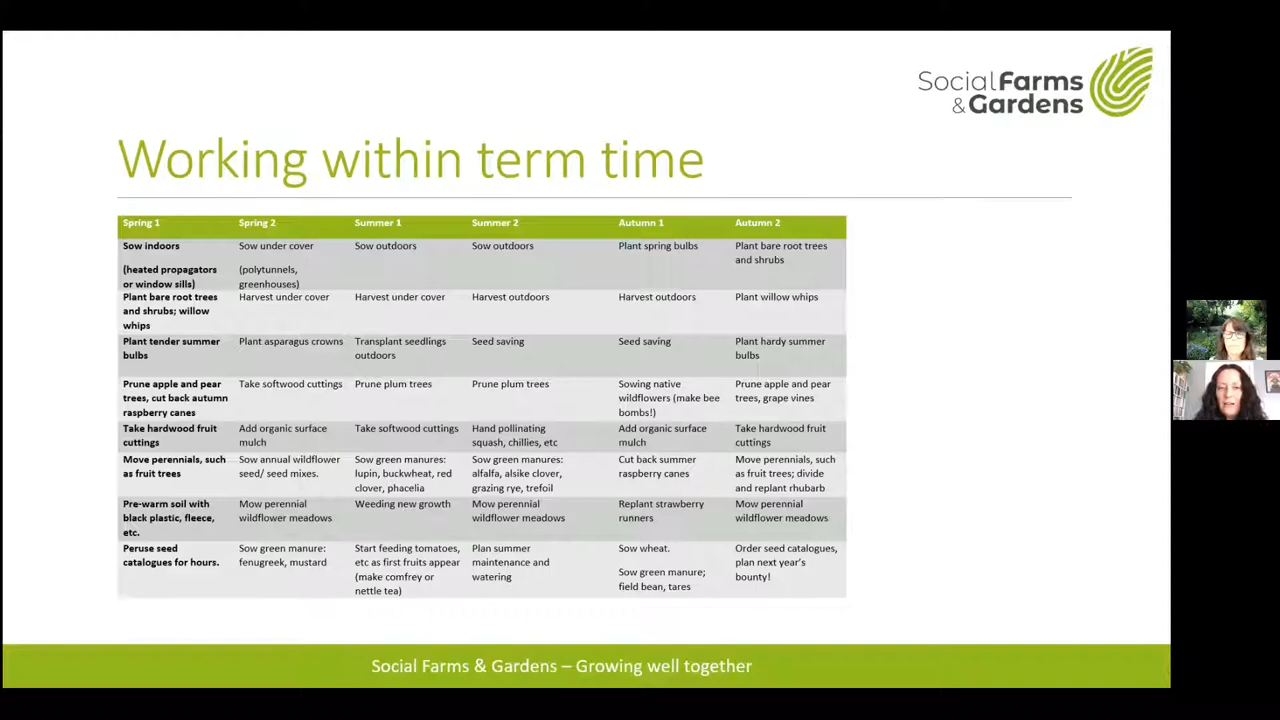 Social Farms
& Gardens
Working within term time
Spring 1 Spring 2 Summer 1 Summer 2 Autumn 1 Autumn 2
Sow indoors
(heated propagators
or window sills)
Sow under cover
(polytunnels,
greenhouses)
Sow outdoors
Sow outdoors
Plant spring bulbs
Plant bare root trees
and shrubs
Plant bare root trees
and shrubs; willow
whips
Harvest under cover
Harvest under cover
Harvest outdoors
Harvest outdoors
Plant willow whips
Plant tender summer
bulbs
Plant asparagus crowns
Transplant seedlings
outdoors
Seed saving
Seed saving
Plant hardy summer
bulbs
Prune apple and pear
trees, cut back autumn
raspberry canes
Take softwood cuttings
Prune plum trees
Prune plum trees
Sowing native
wildflowers (make bee
bombs!)
Prune apple and pear
trees, grape vines
Take hardwood fruit
cuttings
Add organic surface
mulch
Take softwood cuttings
Hand pollinating
squash, chillies, etc
Add organic surface
mulch
Take hardwood fruit
cuttings
Move perennials, such
as fruit trees
Sow annual wildflower
seed/ seed mixes.
Sow green manures:
lupin, buckwheat, red
clover, phacelia
Sow green manures:
alfalfa, alsike clover,
grazing rye, trefoil
Cut back summer
raspberry canes
Move perennials, such
as fruit trees; divide
and replant rhubarb
Pre-warm soil with
black plastic, fleece,
etc.
Mow perennial
wildflower meadows
Weeding new growth
Mow perennial
wildflower meadows
Replant strawberry
runners
Mow perennial
wildflower meadows
Peruse seed
catalogues for hours.
Sow green manure:
fenugreek, mustard
Start feeding tomatoes,
etc as first fruits appear
(make comfrey or
nettle tea)
Plan summer
maintenance and
watering
Sow wheat.
Sow green manure;
field bean, tares
Order seed catalogues,
plan next year's
bounty!
Social Farms & Gardens – Growing well together